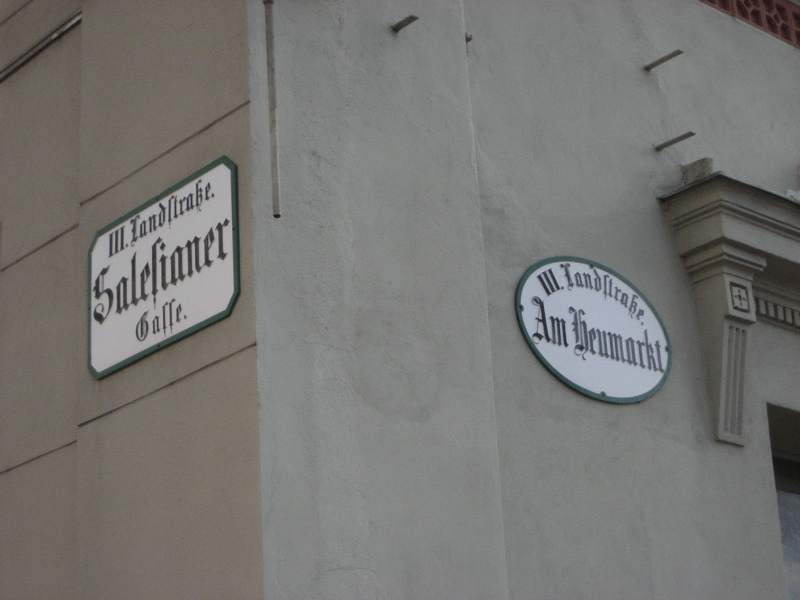 III. Landſtraße.
Saleſianer
Gaſſe.
III. Landſtraße.
Am Heumarkt